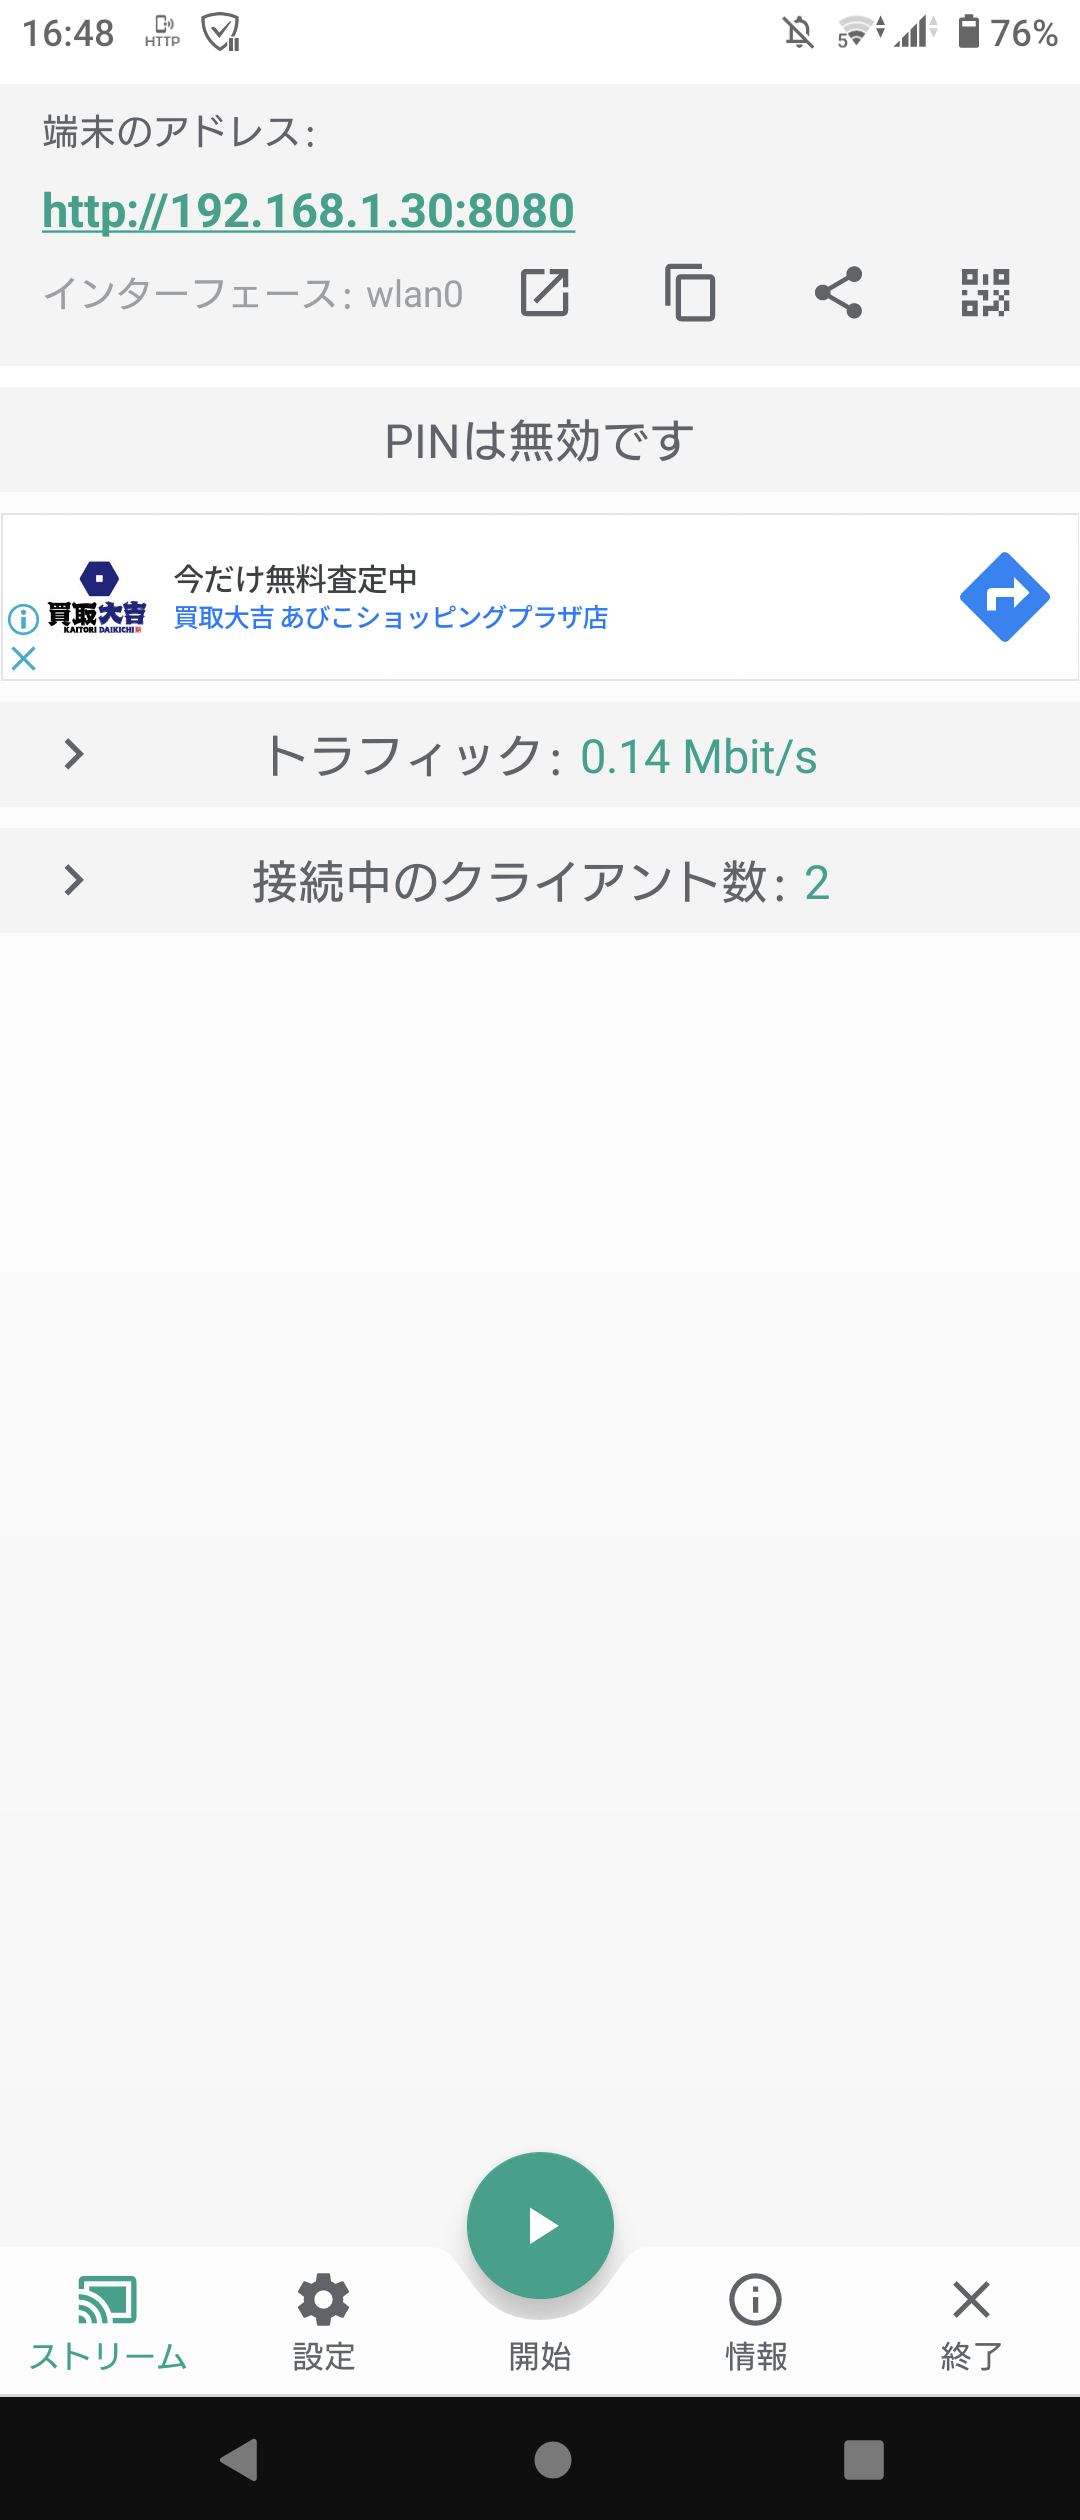 16:48
HTTP
5
76%
端末のアドレス:
http://192.168.1.30:8080
インターフェース: wlan0
PINは無効です
今だけ無料査定中
買取大吉
KAITORI DAIKICHI
買取大吉 あびこショッピングプラザ店
トラフィック: 0.14 Mbit/s
接続中のクライアント数: 2
ストリーム
設定
開始
情報
終了